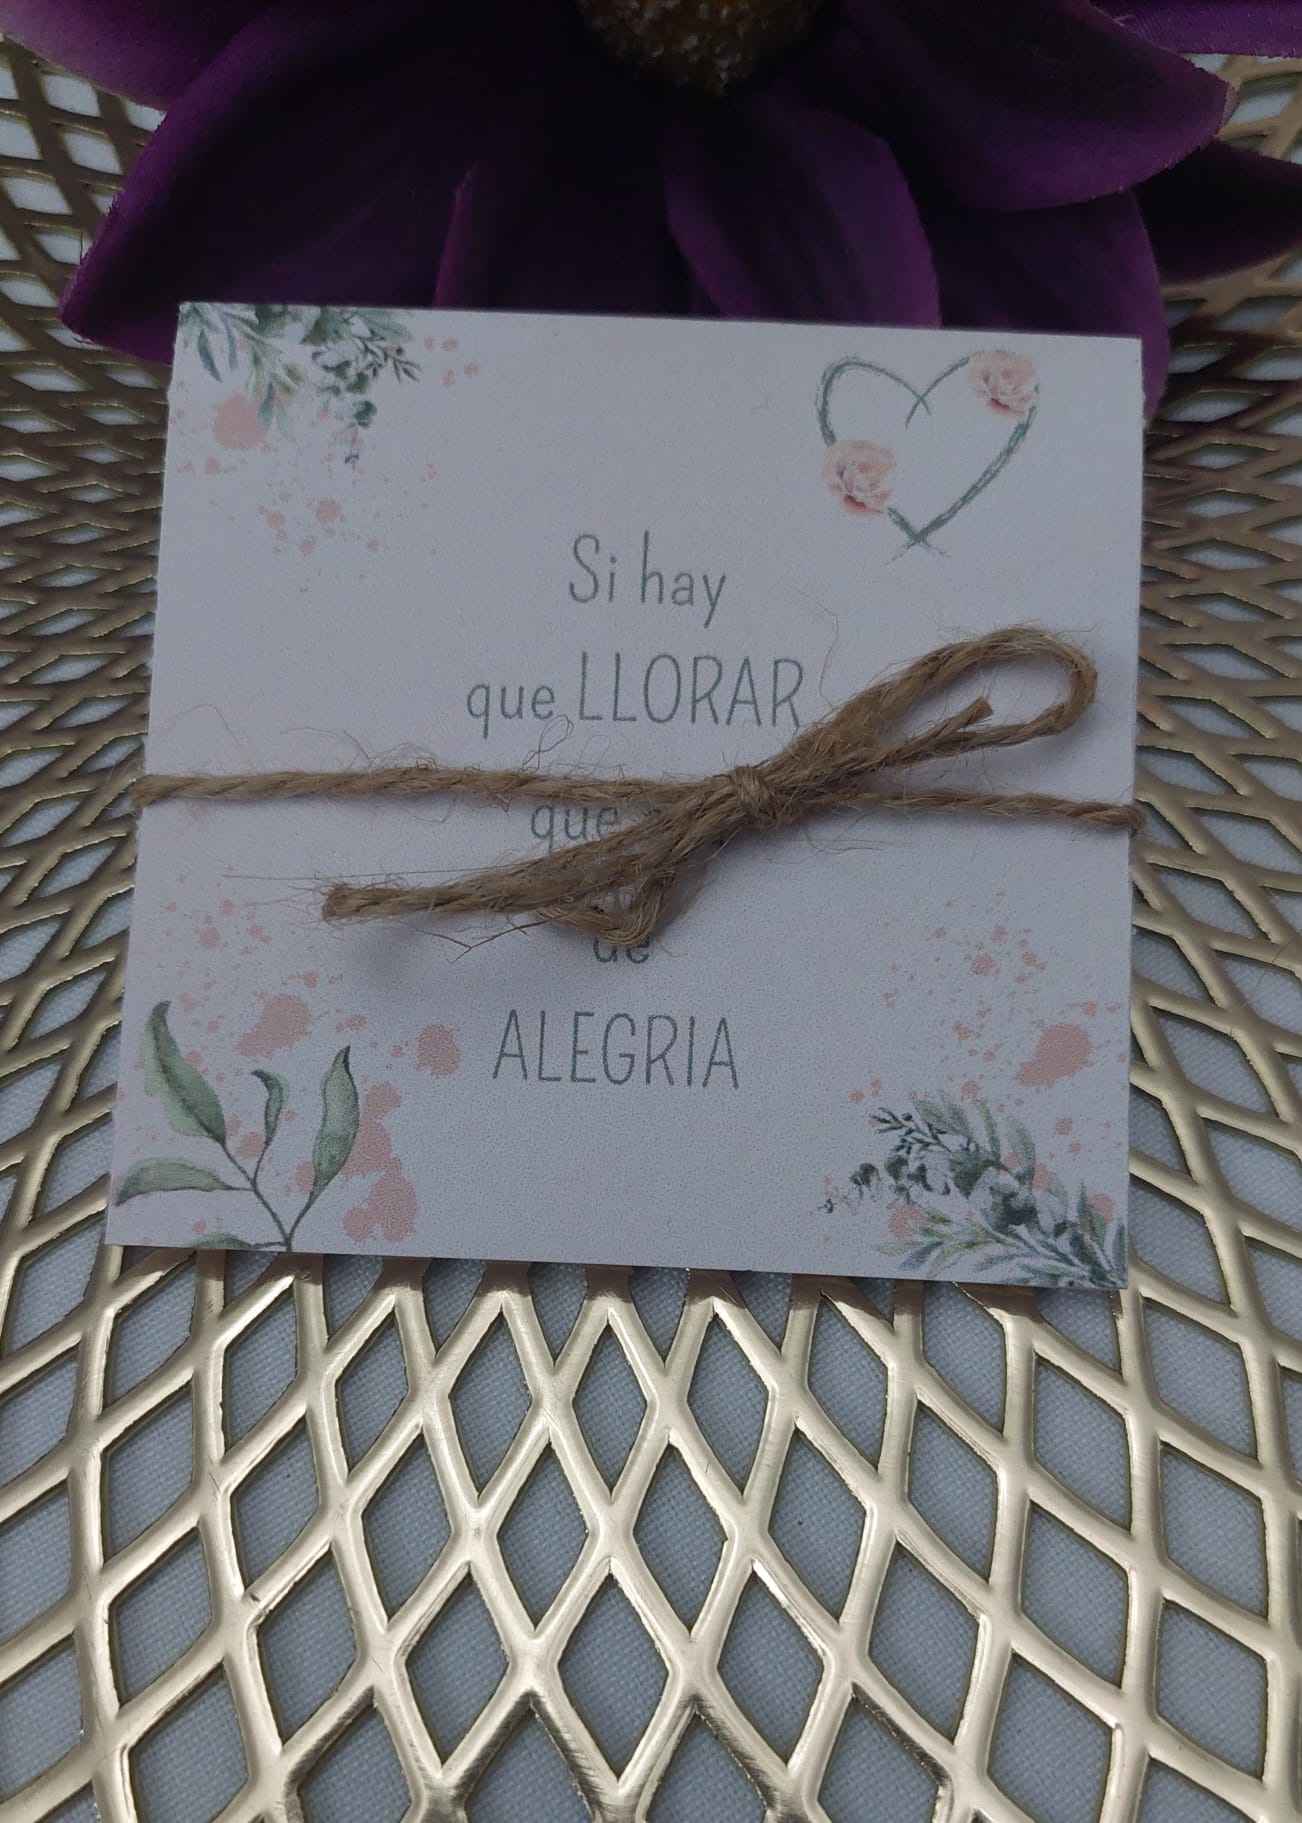 Si hay
que LLORAR
que
de
ALEGRIA